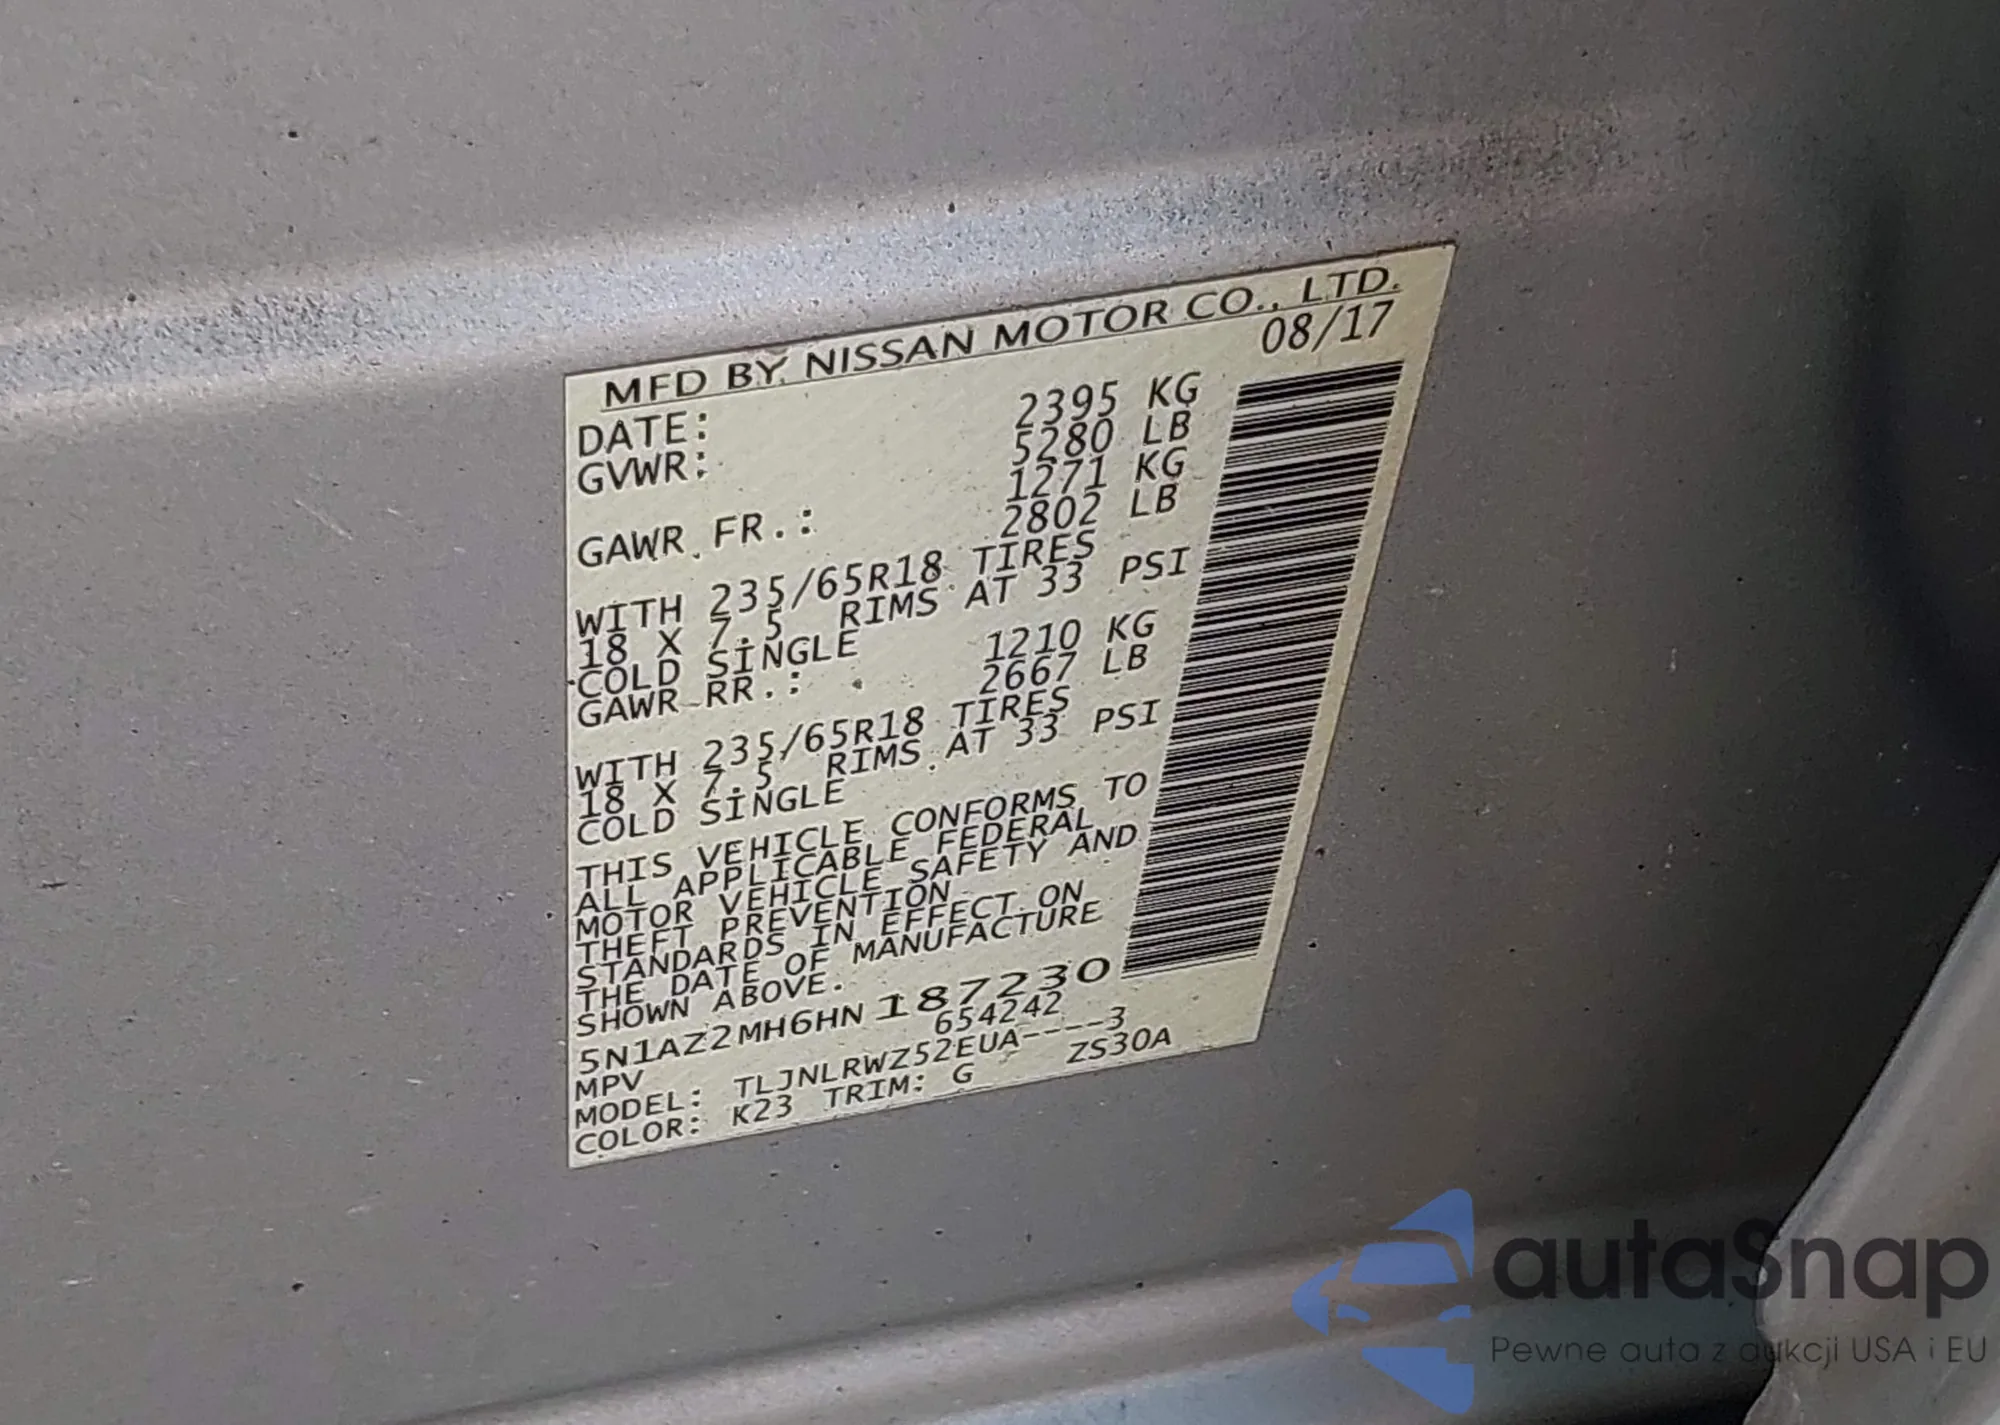 MFD BY NISSAN MOTOR CO., LTD.
DATE: 08/17
GVWR: 2395 KG
5280 LB
GAWR FR.: 1271 KG
2802 LB
WITH 235/65R18 TIRES
18 X 7.5 RIMS AT 33 PSI
COLD SINGLE
GAWR RR.: 1210 KG
2667 LB
WITH 235/65R18 TIRES
18 X 7.5 RIMS AT 33 PSI
COLD SINGLE
THIS VEHICLE CONFORMS TO
ALL APPLICABLE FEDERAL
MOTOR VEHICLE SAFETY AND
THEFT PREVENTION
STANDARDS IN EFFECT ON
THE DATE OF MANUFACTURE
SHOWN ABOVE.
5N1AZ2MH6HN187230
MPV 654242
MODEL: TLJNLRWZ52EUA----3
COLOR: K23 TRIM: G ZS30A
autaSnap
Pewne auta z aukcji USA i EU